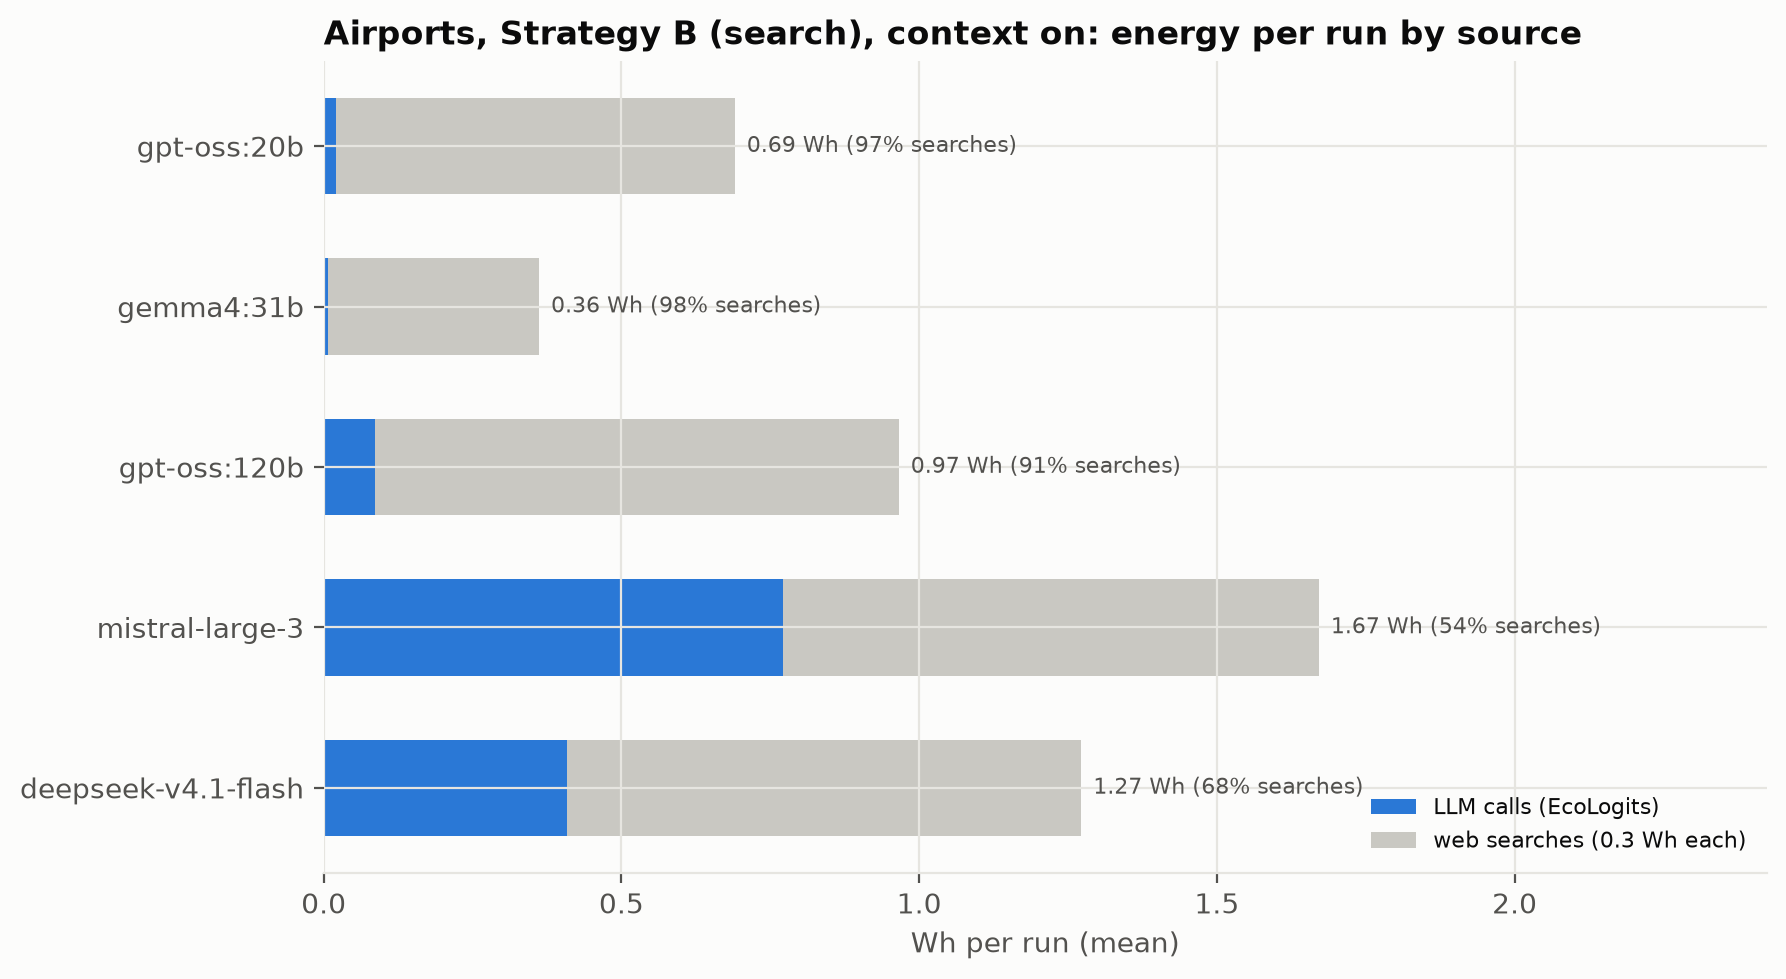 Airports, Strategy B (search), context on: energy per run by source
gpt-oss:20b
0.69 Wh (97% searches)
gemma4:31b
0.36 Wh (98% searches)
gpt-oss:120b
0.97 Wh (91% searches)
mistral-large-3
1.67 Wh (54% searches)
deepseek-v4.1-flash
1.27 Wh (68% searches)
LLM calls (EcoLogits)
web searches (0.3 Wh each)
0.0 0.5 1.0 1.5 2.0
Wh per run (mean)